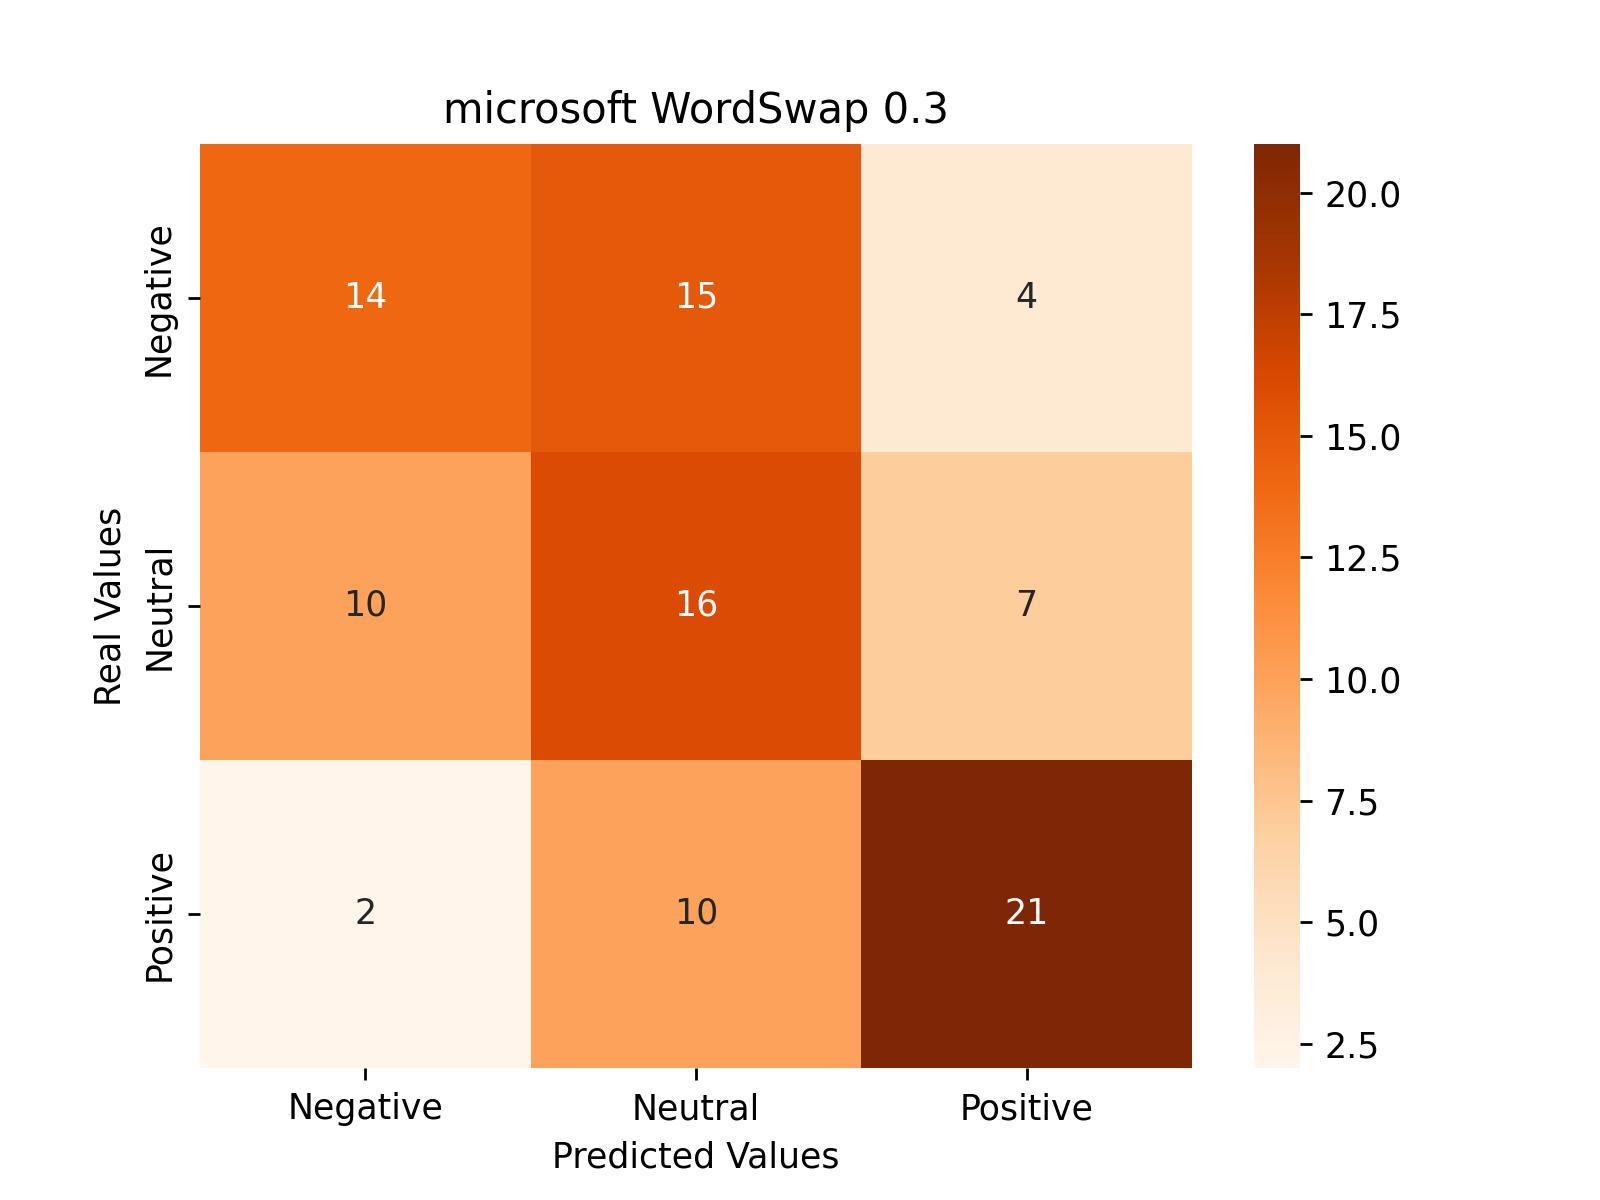 microsoft WordSwap 0.3
Real Values
Negative
14 15 4
Neutral
10 16 7
Positive
2 10 21
Negative Neutral Positive
Predicted Values
20.0
17.5
15.0
12.5
10.0
7.5
5.0
2.5